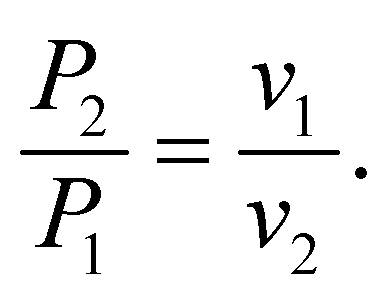 P₂/P₁ = v₁/v₂.